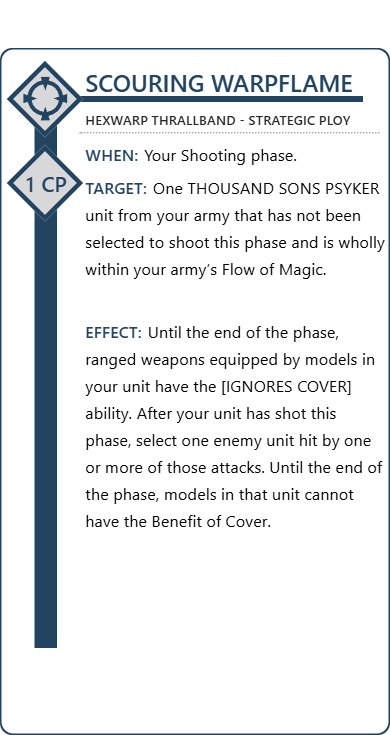 SCOURING WARPFLAME
HEXWARP THRALLBAND - STRATEGIC PLOY
WHEN: Your Shooting phase.
1 CP
TARGET: One THOUSAND SONS PSYKER
unit from your army that has not been
selected to shoot this phase and is wholly
within your army’s Flow of Magic.
EFFECT: Until the end of the phase,
ranged weapons equipped by models in
your unit have the [IGNORES COVER]
ability. After your unit has shot this
phase, select one enemy unit hit by one
or more of those attacks. Until the end of
the phase, models in that unit cannot
have the Benefit of Cover.